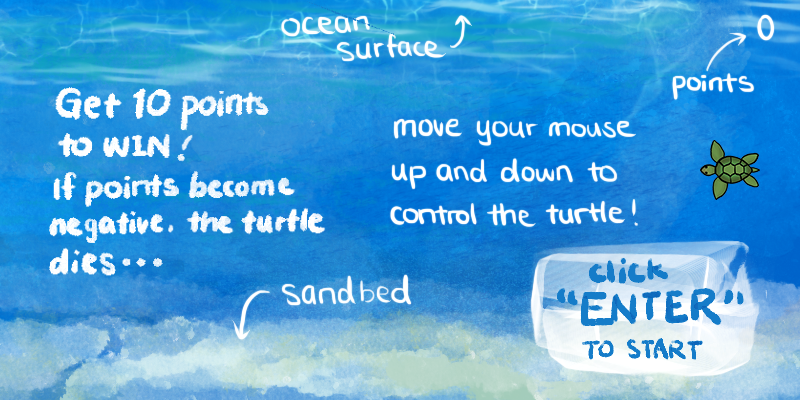 ocean
surface
0
points
Get 10 points
to WIN!
If points become
negative. the turtle
dies...
move your mouse
up and down to
control the turtle!
sandbed
click
"ENTER"
TO START